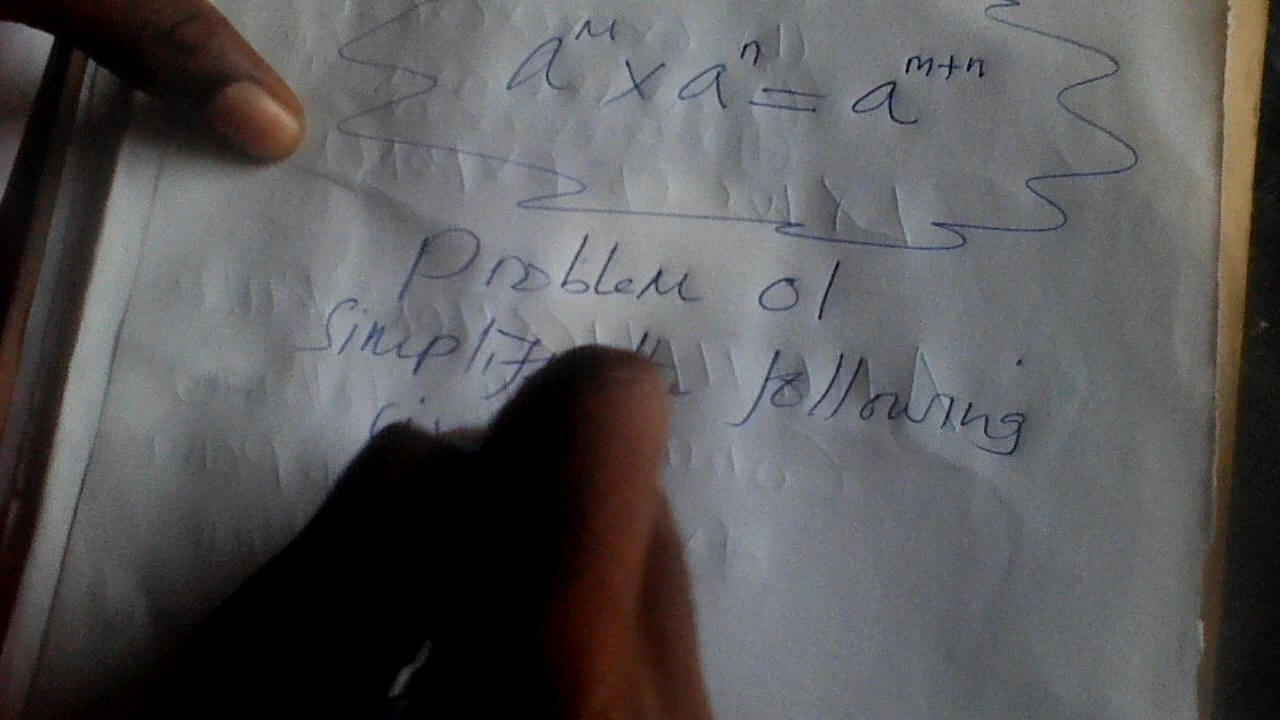 a^m × a^n = a^{m+n}
Problem 01
Simplify the following